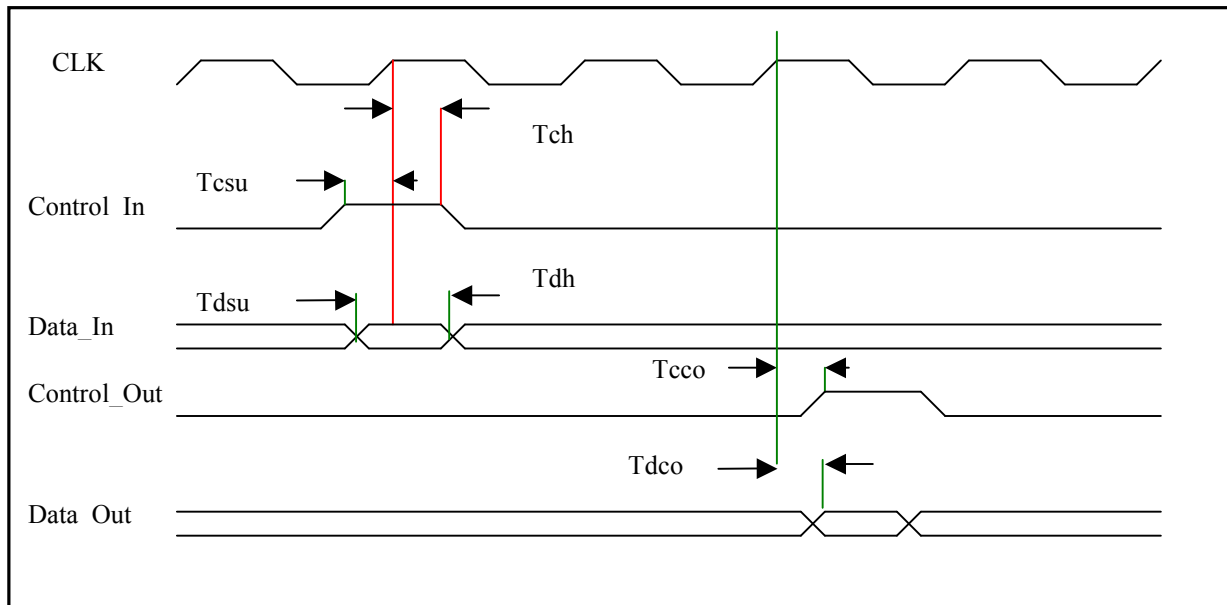 CLK
Tch
Tcsu
Control In
Tdh
Tdsu
Data_In
Tcco
Control_Out
Tdco
Data Out